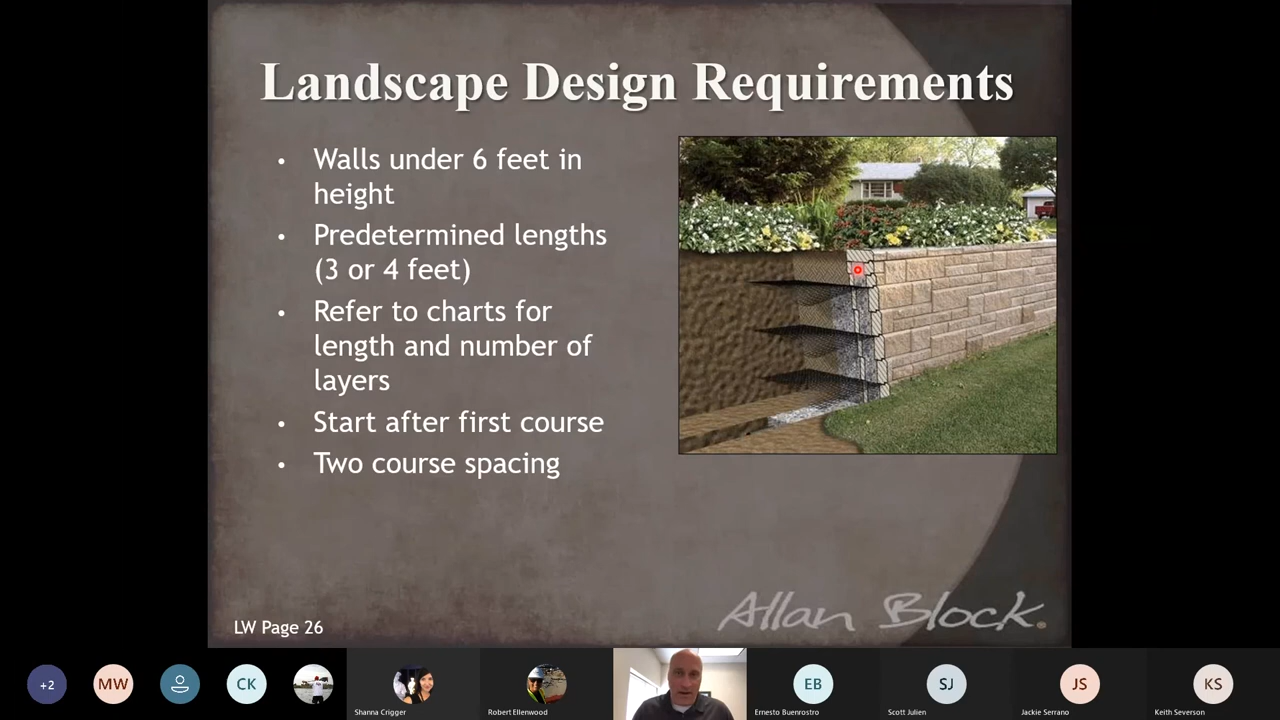 Landscape Design Requirements
• Walls under 6 feet in
height
• Predetermined lengths
(3 or 4 feet)
• Refer to charts for
length and number of
layers
• Start after first course
• Two course spacing
Allan Block.
LW Page 26
+2
MW
CK
Shanna Crigger
Robert Ellenwood
EB
Ernesto Buenrostro
SJ
Scott Julien
JS
Jackie Serrano
KS
Keith Severson